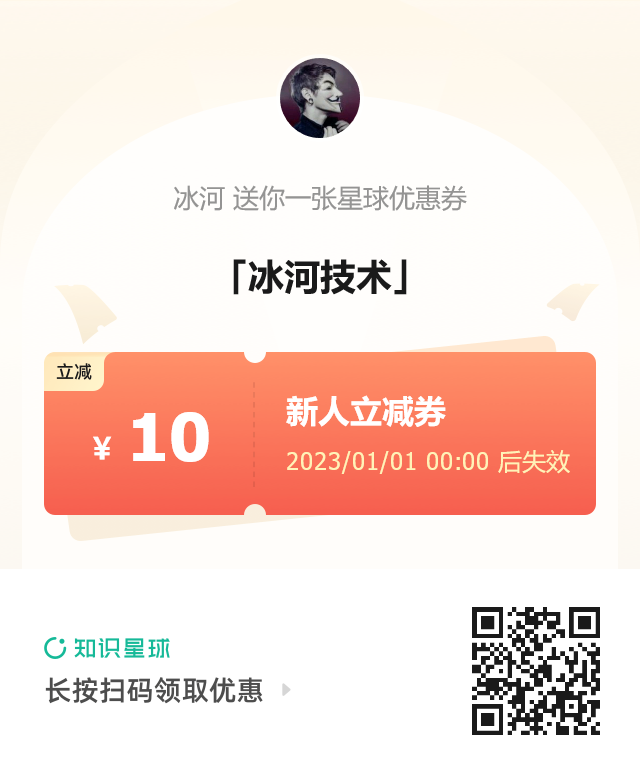 冰河 送你一张星球优惠券
「冰河技术」
立减
¥ 10
新人立减券
2023/01/01 00:00 后失效
知识星球
长按扫码领取优惠